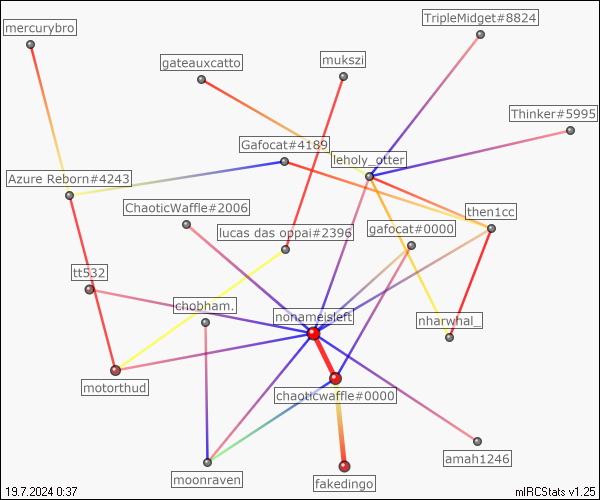 TripleMidget#8824
mercurybro
gateauxcatto
mukszi
Thinker#5995
Gafocat#4189
leholy_otter
Azure Reborn#4243
ChaoticWaffle#2006
then1cc
lucas das oppai#2396
gafocat#0000
tt532
chobham.
nonameisleft
nharwhal_
motorthud
chaoticwaffle#0000
amah1246
moonraven
fakedingo
19.7.2024 0:37
mIRCStats v1.25